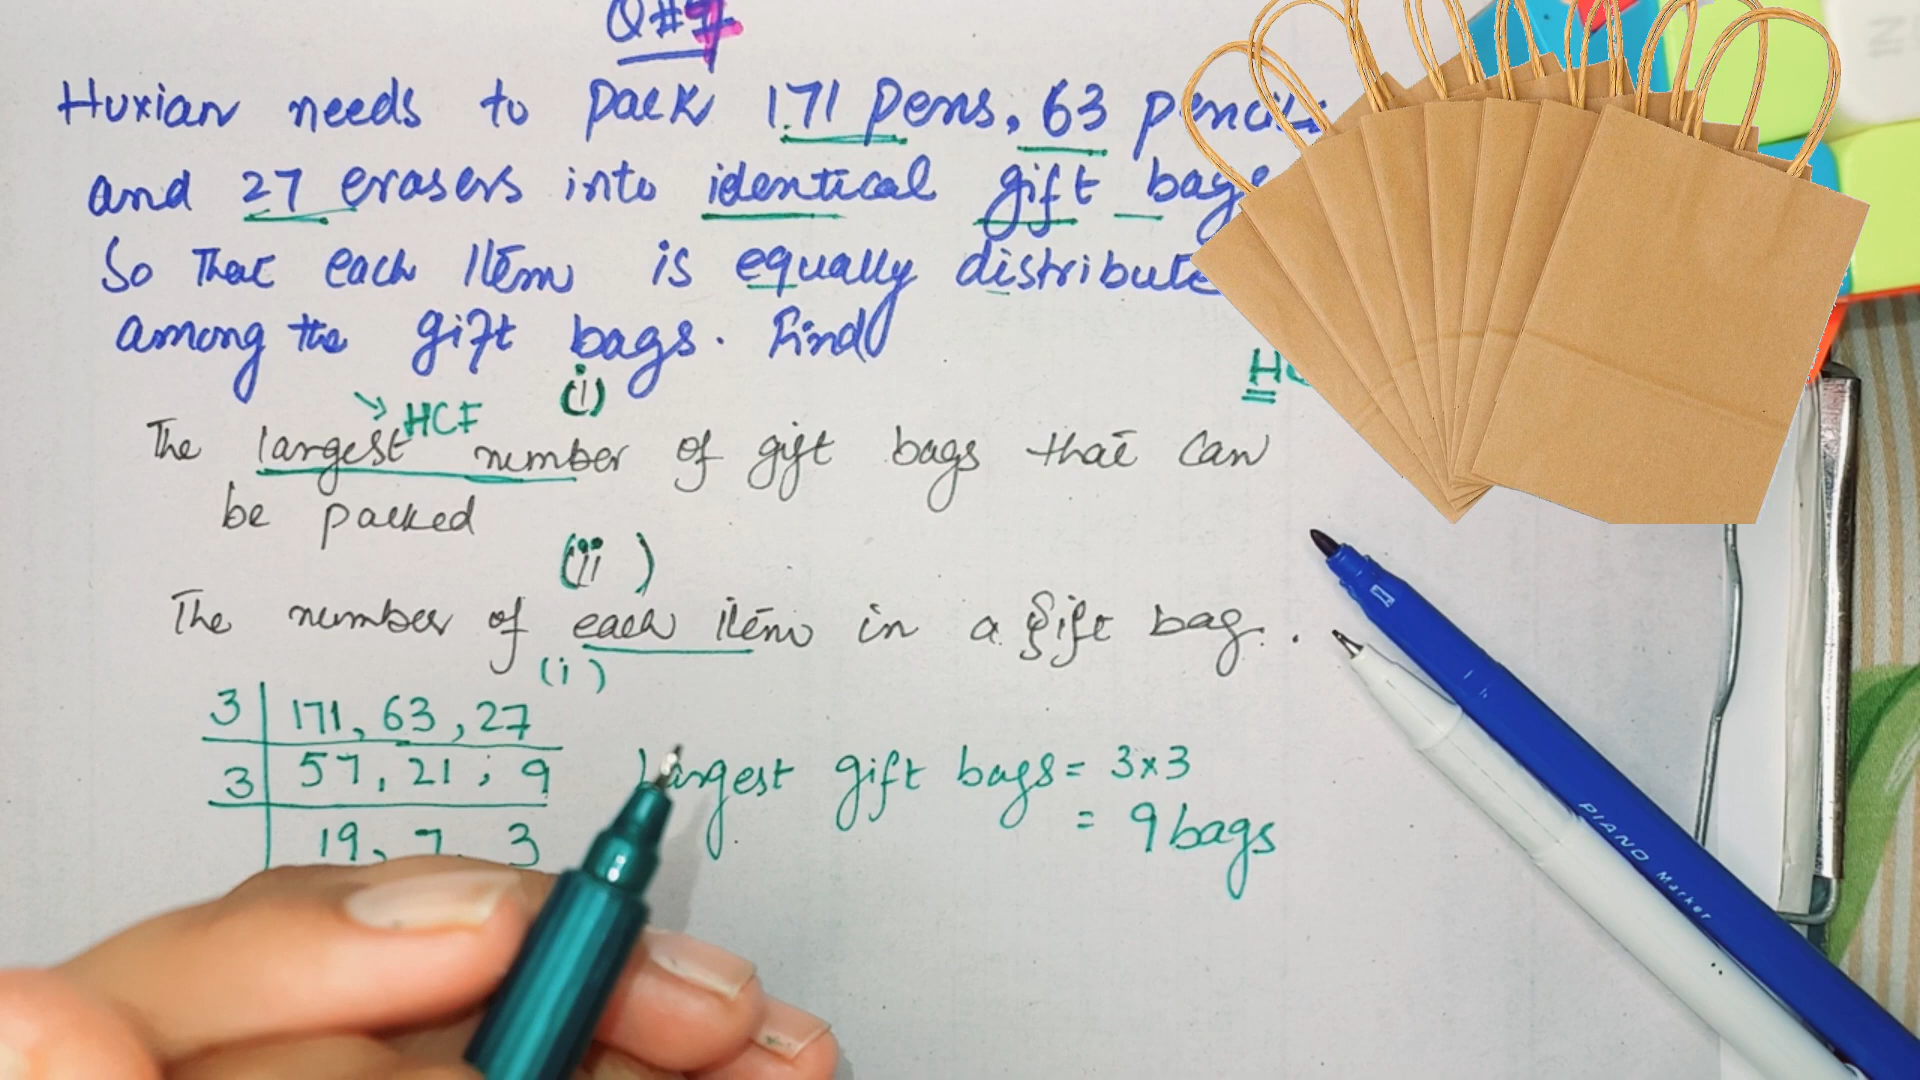 Q#7
Huxian needs to pack 171 pens, 63 pencils
and 27 erasers into identical gift bags
So that each item is equally distribute
among the gift bags. Find
(i)
→ HCF
The largest number of gift bags that can
be packed
(ii)
The number of each item in a gift bag.
(i)
3 | 171, 63, 27
3 | 57, 21, 9
19, 7, 3
Largest gift bags = 3x3
= 9 bags
PIANO Marker